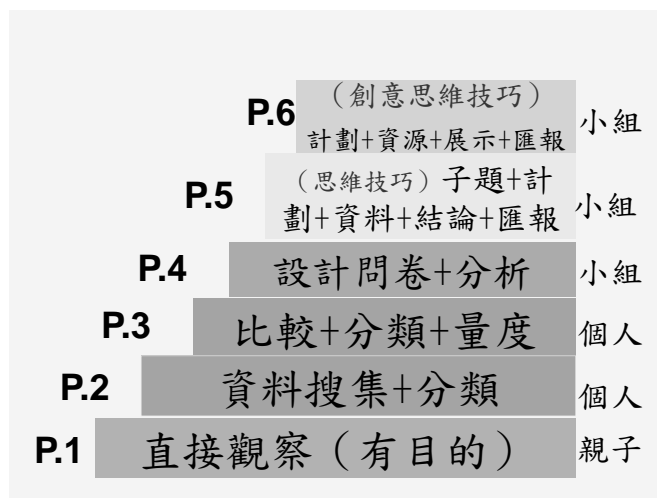 P.6 （創意思維技巧） 小組
計劃+資源+展示+匯報
P.5 （思維技巧）子題+計 小組
劃+資料+結論+匯報
P.4 設計問卷+分析 小組
P.3 比較+分類+量度 個人
P.2 資料搜集+分類 個人
P.1 直接觀察（有目的） 親子